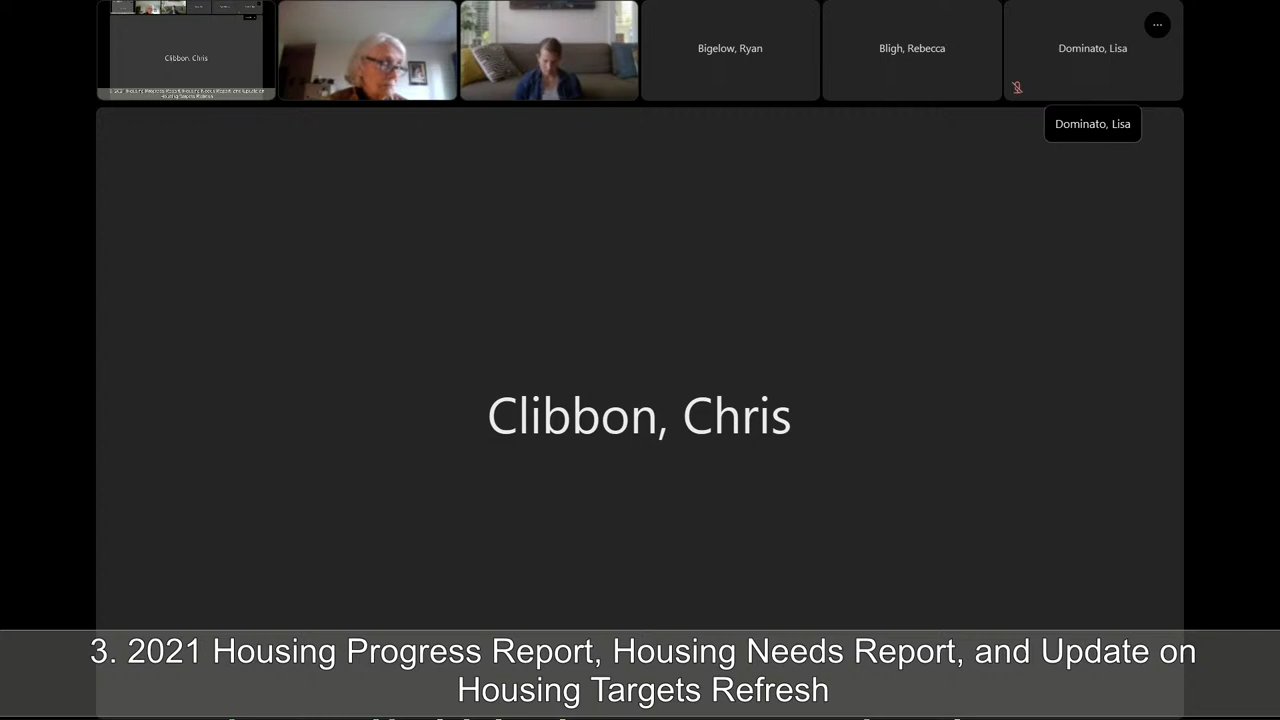 Clibbon, Chris
Bigelow, Ryan
Bligh, Rebecca
Dominato, Lisa
Dominato, Lisa
Clibbon, Chris
3. 2021 Housing Progress Report, Housing Needs Report, and Update on
Housing Targets Refresh